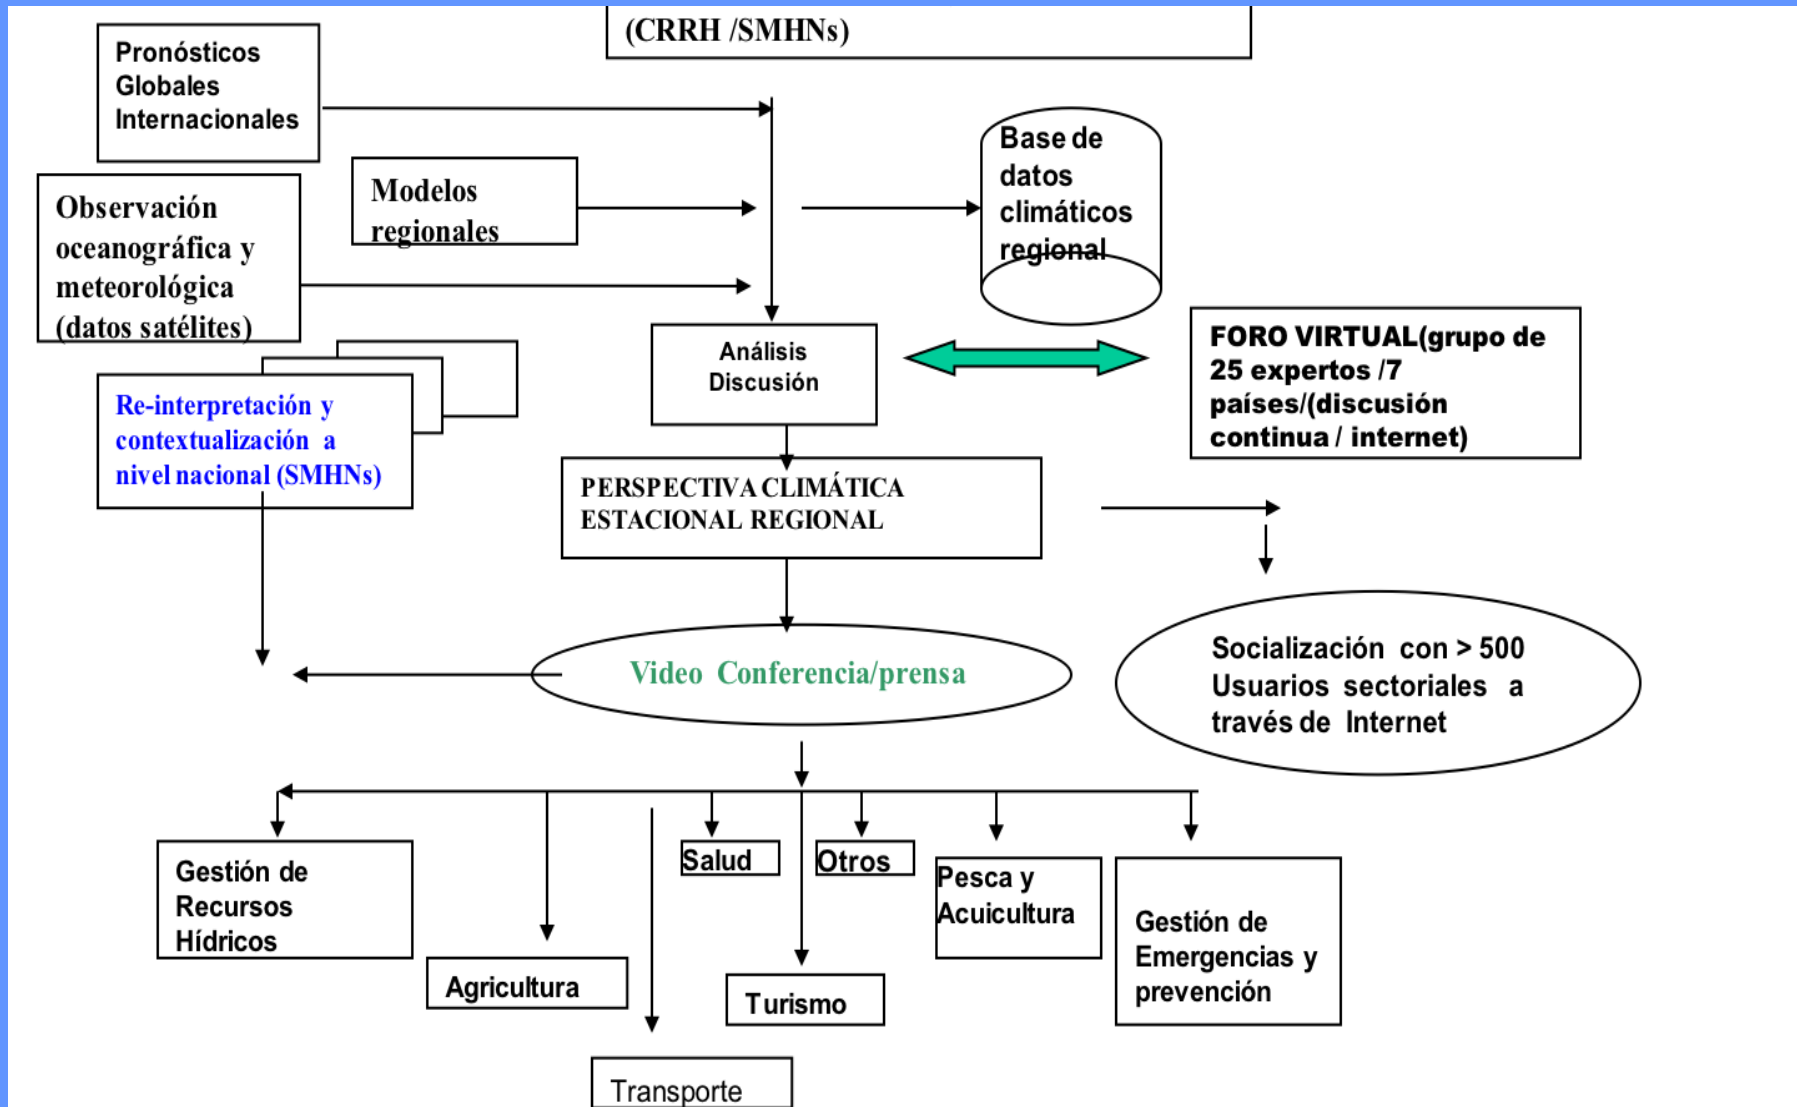 (CRRH /SMHNs)
Pronósticos
Globales
Internacionales
Base de
datos
climáticos
regional
Modelos
regionales
Observación
oceanográfica y
meteorológica
(datos satélites)
Análisis
Discusión
FORO VIRTUAL(grupo de
25 expertos /7
países/(discusión
continua / internet)
Re-interpretación y
contextualización a
nivel nacional (SMHNs)
PERSPECTIVA CLIMÁTICA
ESTACIONAL REGIONAL
Video Conferencia/prensa
Socialización con > 500
Usuarios sectoriales a
través de Internet
Gestión de
Recursos
Hídricos
Salud
Otros
Pesca y
Acuicultura
Gestión de
Emergencias y
prevención
Agricultura
Turismo
Transporte